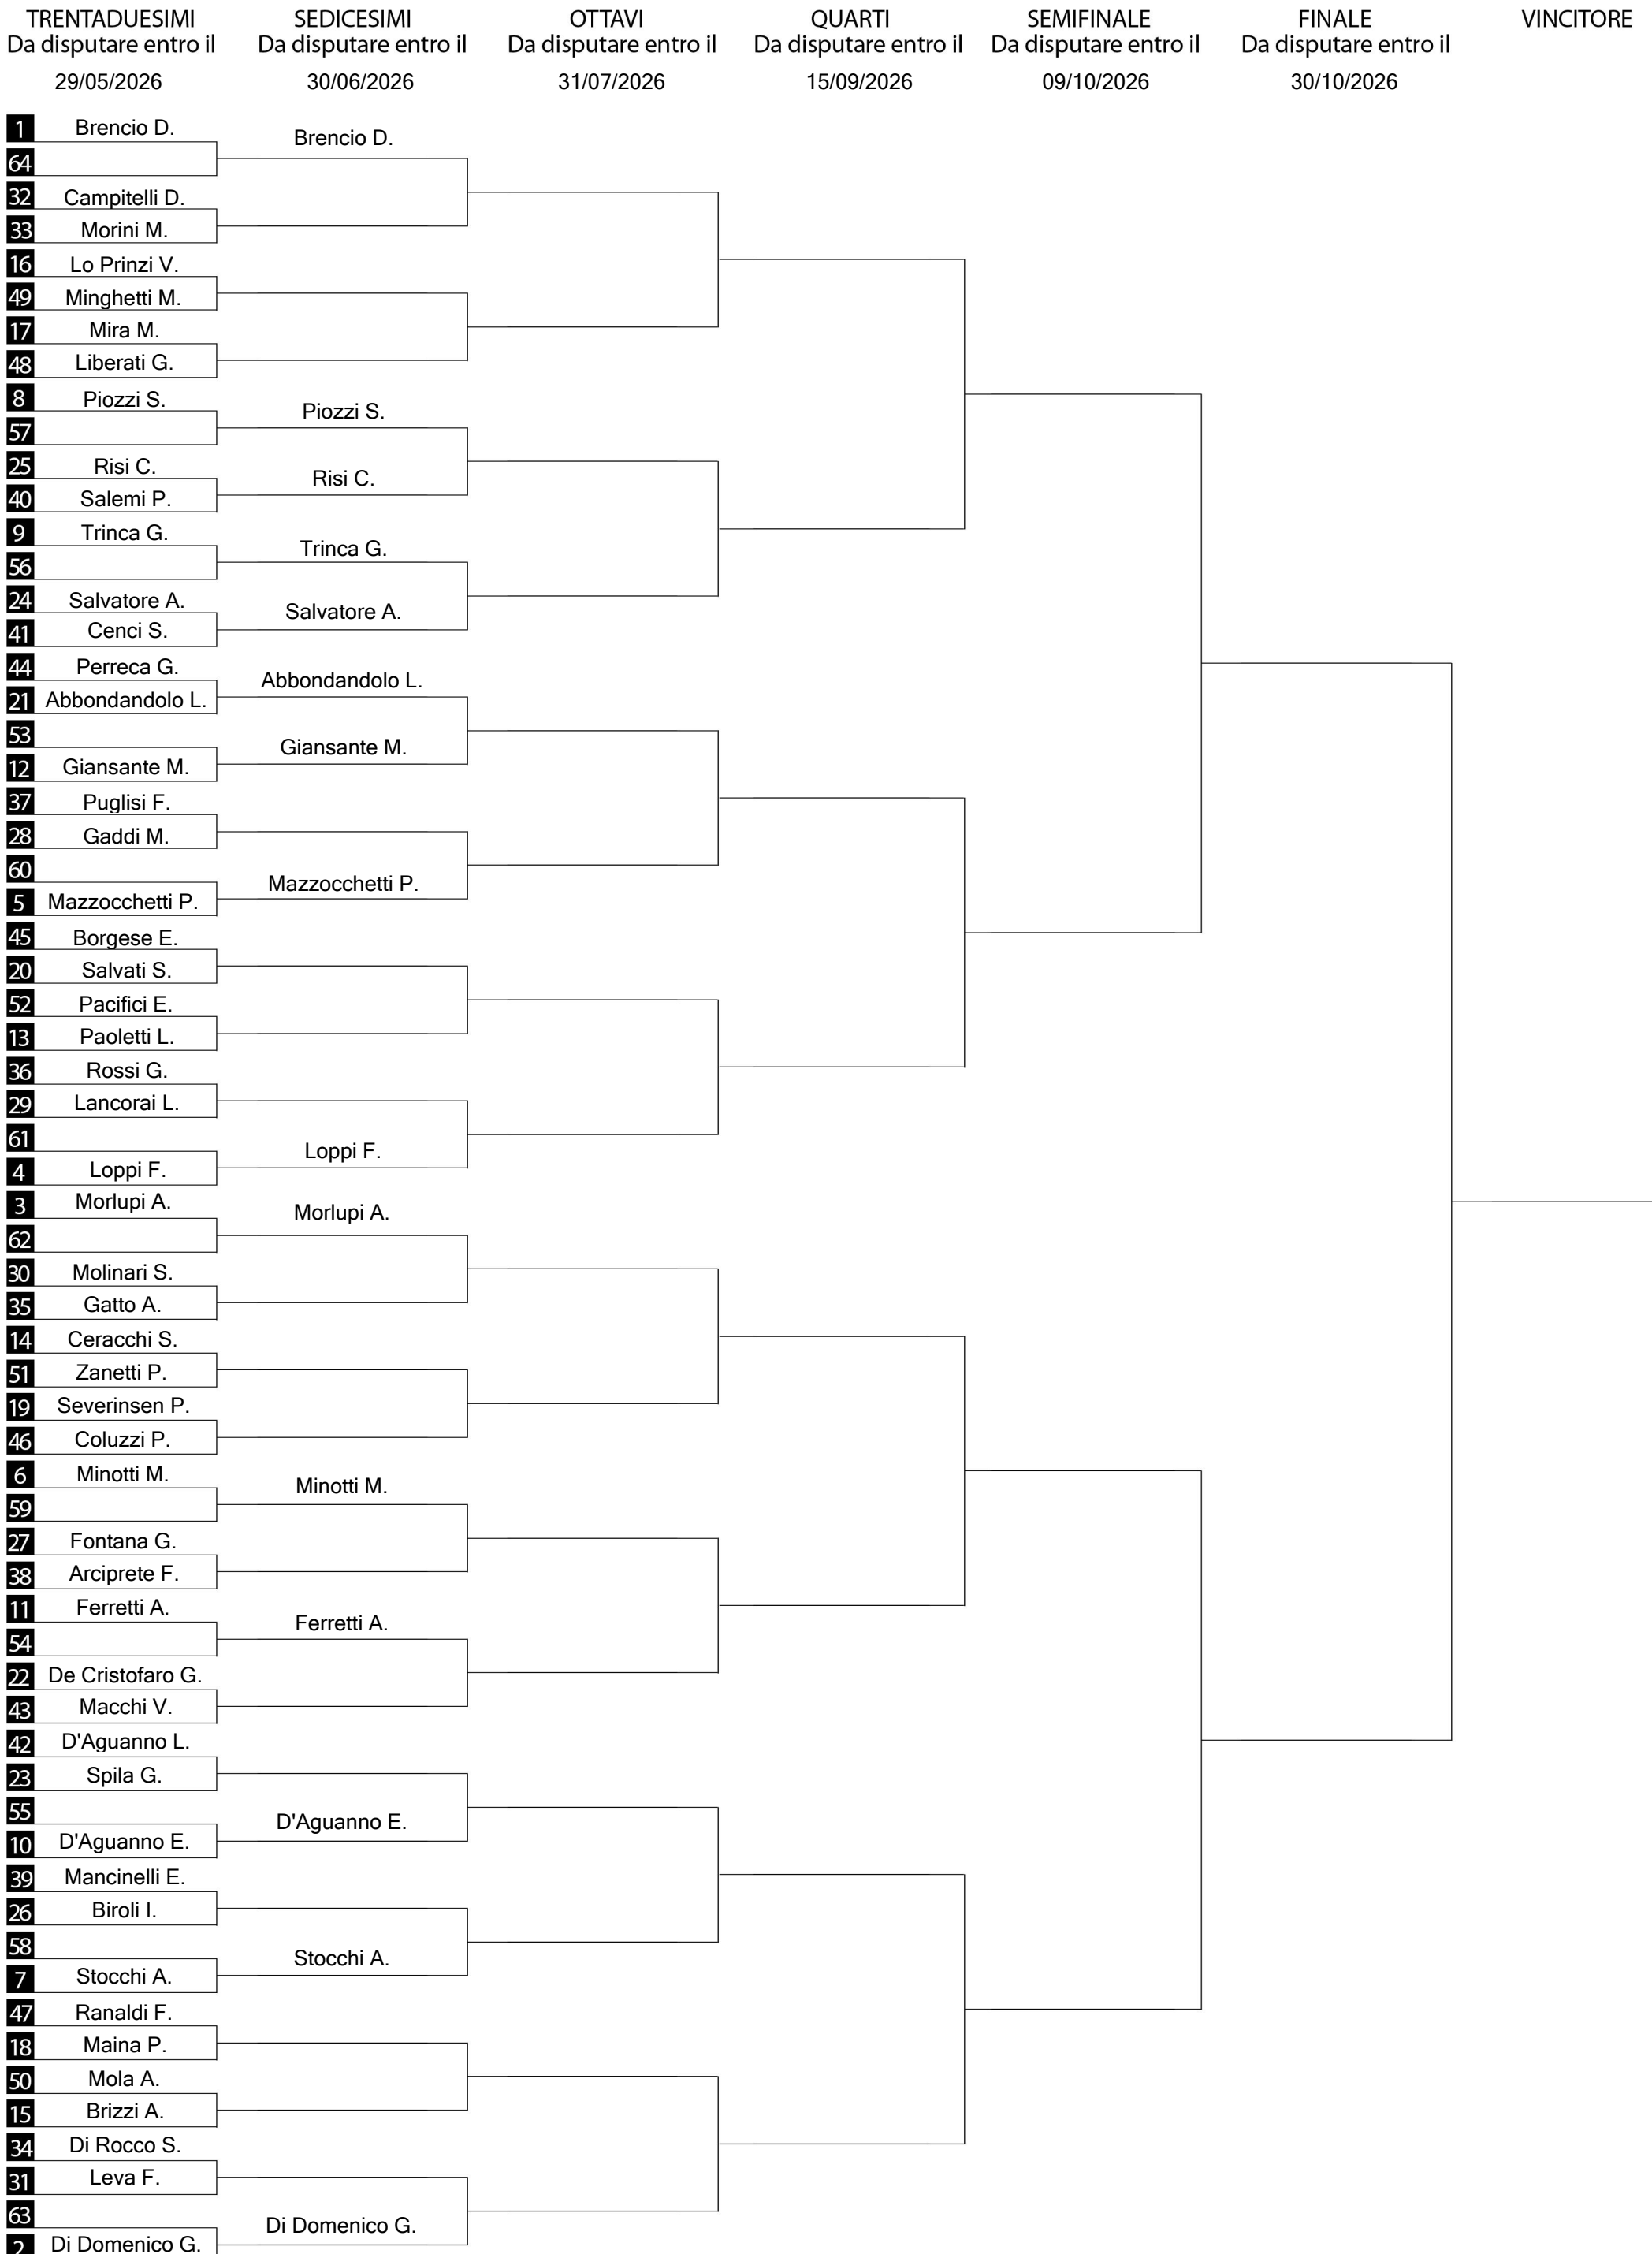 TRENTADUESIMI
Da disputare entro il
29/05/2026
SEDICESIMI
Da disputare entro il
30/06/2026
OTTAVI
Da disputare entro il
31/07/2026
QUARTI
Da disputare entro il
15/09/2026
SEMIFINALE
Da disputare entro il
09/10/2026
FINALE
Da disputare entro il
30/10/2026
VINCITORE
1 Brencio D.
64
32 Campitelli D.
33 Morini M.
16 Lo Prinzi V.
49 Minghetti M.
17 Mira M.
48 Liberati G.
8 Piozzi S.
57
25 Risi C.
40 Salemi P.
9 Trinca G.
56
24 Salvatore A.
41 Cenci S.
44 Perreca G.
21 Abbondandolo L.
53
12 Giansante M.
37 Puglisi F.
28 Gaddi M.
60
5 Mazzocchetti P.
45 Borgese E.
20 Salvati S.
52 Pacifici E.
13 Paoletti L.
36 Rossi G.
29 Lancorai L.
61
4 Loppi F.
3 Morlupi A.
62
30 Molinari S.
35 Gatto A.
14 Ceracchi S.
51 Zanetti P.
19 Severinsen P.
46 Coluzzi P.
6 Minotti M.
59
27 Fontana G.
38 Arciprete F.
11 Ferretti A.
54
22 De Cristofaro G.
43 Macchi V.
42 D'Aguanno L.
23 Spila G.
55
10 D'Aguanno E.
39 Mancinelli E.
26 Biroli I.
58
7 Stocchi A.
47 Ranaldi F.
18 Maina P.
50 Mola A.
15 Brizzi A.
34 Di Rocco S.
31 Leva F.
63
2 Di Domenico G.
Brencio D.
Piozzi S.
Risi C.
Trinca G.
Salvatore A.
Abbondandolo L.
Giansante M.
Mazzocchetti P.
Loppi F.
Morlupi A.
Minotti M.
Ferretti A.
D'Aguanno E.
Stocchi A.
Di Domenico G.